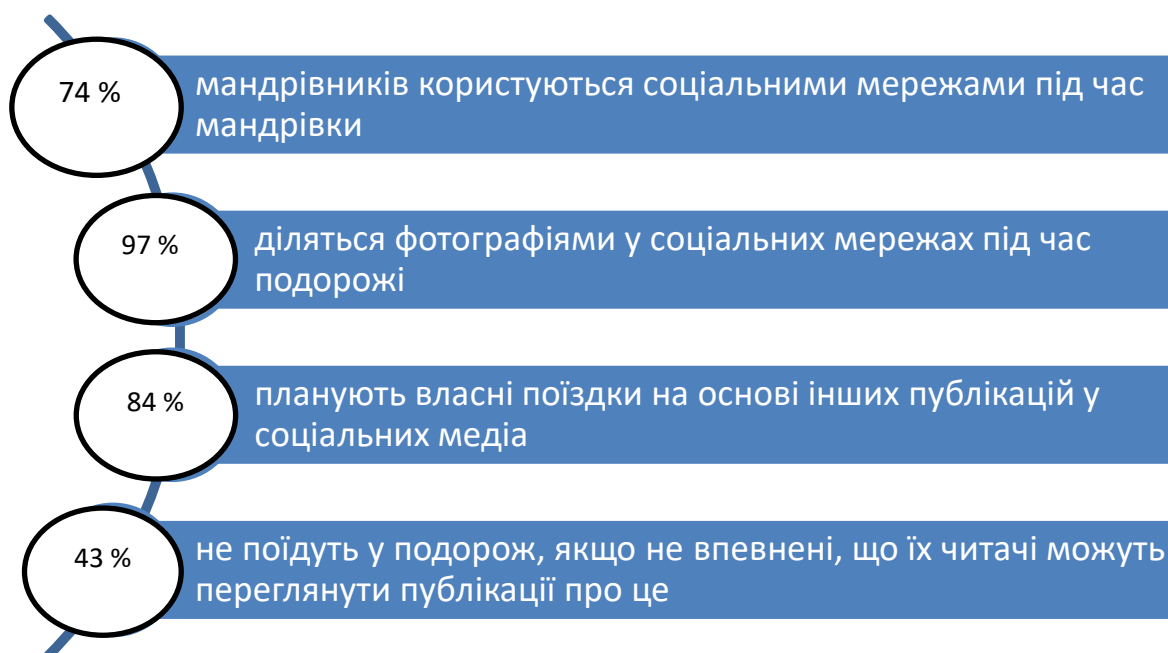 74 %
мандрівників користуються соціальними мережами під час
мандрівки
97 %
діляться фотографіями у соціальних мережах під час
подорожі
84 %
планують власні поїздки на основі інших публікацій у
соціальних медіа
43 %
не поїдуть у подорож, якщо не впевнені, що їх читачі можуть
переглянути публікації про це